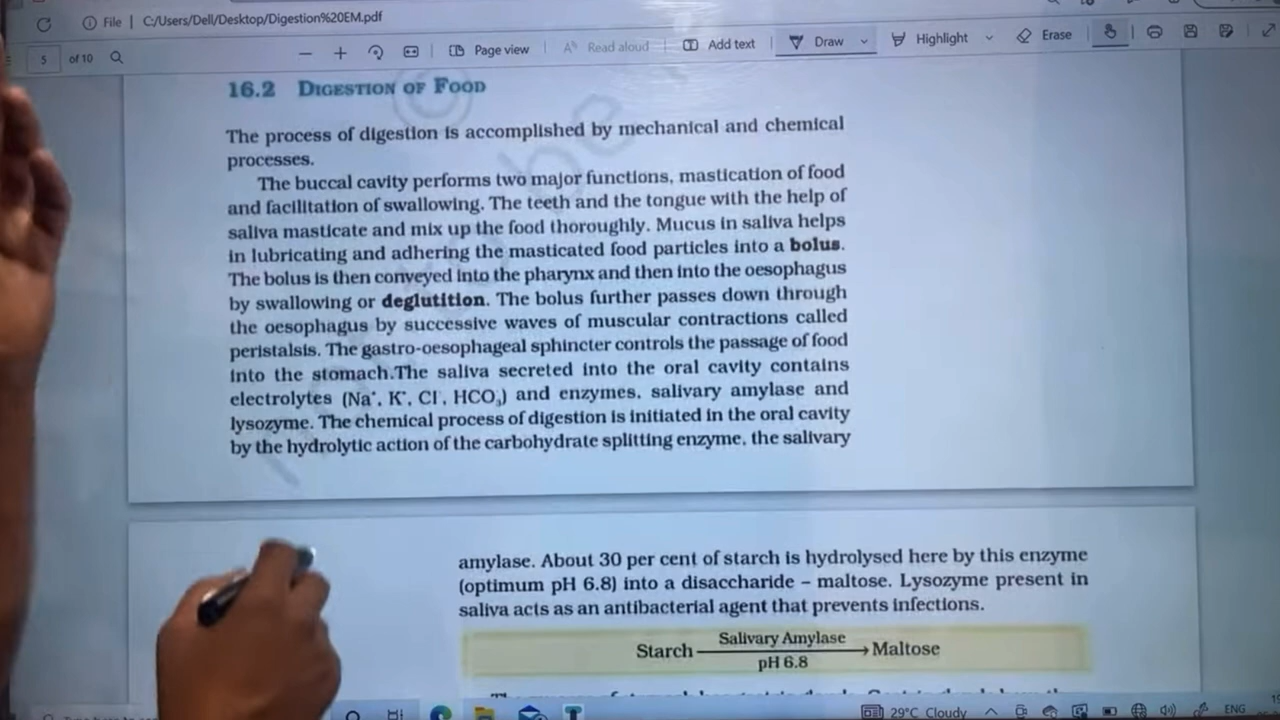 File | C:/Users/Dell/Desktop/Digestion%20EM.pdf
5 of 10 Page view A Read aloud Add text Draw Highlight Erase
16.2 DIGESTION OF FOOD
The process of digestion is accomplished by mechanical and chemical
processes.
The buccal cavity performs two major functions, mastication of food
and facilitation of swallowing. The teeth and the tongue with the help of
saliva masticate and mix up the food thoroughly. Mucus in saliva helps
in lubricating and adhering the masticated food particles into a bolus.
The bolus is then conveyed into the pharynx and then into the oesophagus
by swallowing or deglutition. The bolus further passes down through
the oesophagus by successive waves of muscular contractions called
peristalsis. The gastro-oesophageal sphincter controls the passage of food
into the stomach.The saliva secreted into the oral cavity contains
electrolytes (Na⁺, K⁺, Cl⁻, HCO₃) and enzymes, salivary amylase and
lysozyme. The chemical process of digestion is initiated in the oral cavity
by the hydrolytic action of the carbohydrate splitting enzyme, the salivary
amylase. About 30 per cent of starch is hydrolysed here by this enzyme
(optimum pH 6.8) into a disaccharide – maltose. Lysozyme present in
saliva acts as an antibacterial agent that prevents infections.
Salivary Amylase
Starch → Maltose
pH 6.8
29°C Cloudy ENG